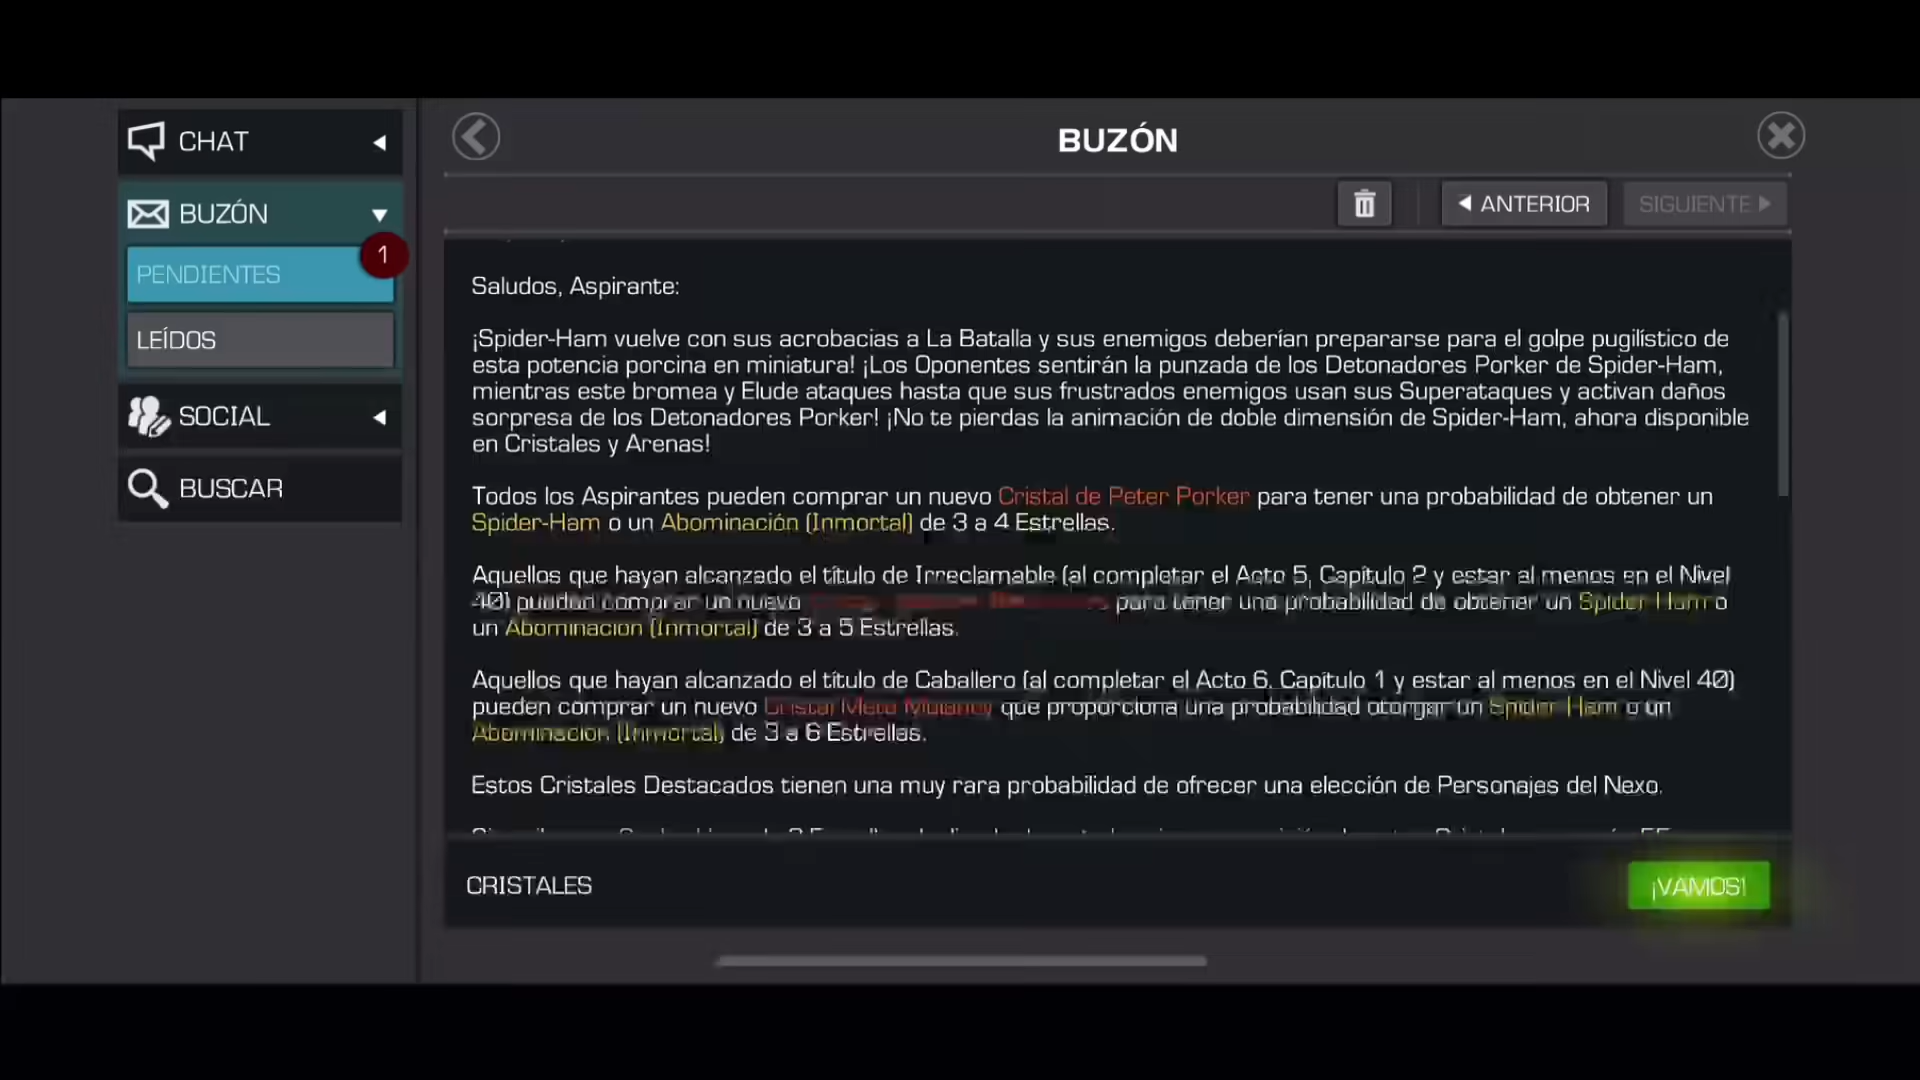 CHAT
BUZÓN
1
PENDIENTES
LEÍDOS
SOCIAL
BUSCAR
BUZÓN
ANTERIOR
SIGUIENTE
Saludos, Aspirante:
¡Spider-Ham vuelve con sus acrobacias a La Batalla y sus enemigos deberían prepararse para el golpe pugilístico de
esta potencia porcina en miniatura! ¡Los Oponentes sentirán la punzada de los Detonadores Porker de Spider-Ham,
mientras este bromea y Elude ataques hasta que sus frustrados enemigos usan sus Superataques y activan daños
sorpresa de los Detonadores Porker! ¡No te pierdas la animación de doble dimensión de Spider-Ham, ahora disponible
en Cristales y Arenas!
Todos los Aspirantes pueden comprar un nuevo Cristal de Peter Porker para tener una probabilidad de obtener un
Spider-Ham o un Abominación (Inmortal) de 3 a 4 Estrellas.
Aquellos que hayan alcanzado el título de Irreclamable (al completar el Acto 5, Capítulo 2 y estar al menos en el Nivel
40) puedan comprar un nuevo para tener una probabilidad de obtener un Spider-Ham o
un Abominación (Inmortal) de 3 a 5 Estrellas.
Aquellos que hayan alcanzado el título de Caballero (al completar el Acto 6, Capítulo 1 y estar al menos en el Nivel 40)
pueden comprar un nuevo Cristal que proporciona una probabilidad otorgar un Spider-Ham o un
Abominación (Inmortal) de 3 a 6 Estrellas.
Estos Cristales Destacados tienen una muy rara probabilidad de ofrecer una elección de Personajes del Nexo.
CRISTALES
¡VAMOS!